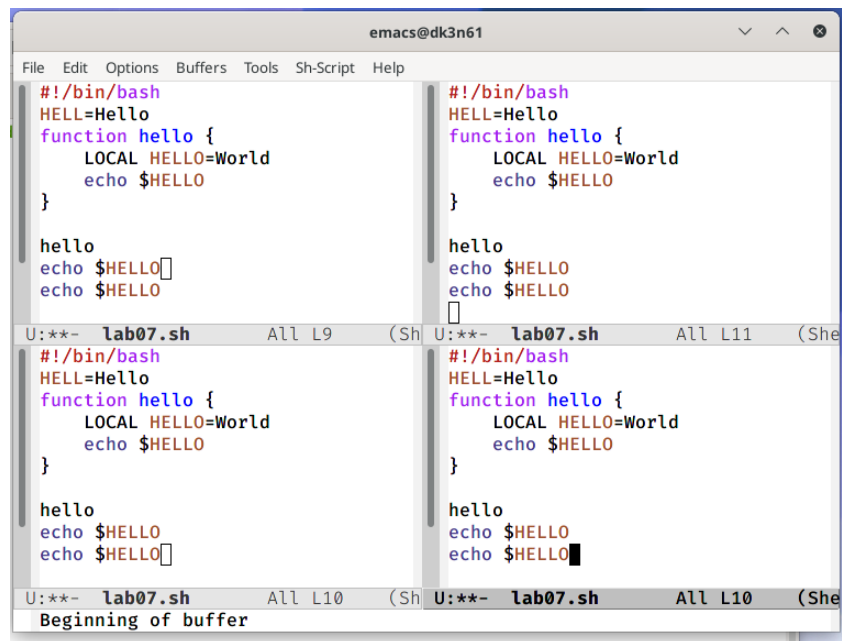 emacs@dk3n61
File Edit Options Buffers Tools Sh-Script Help
#!/bin/bash
HELL=Hello
function hello {
    LOCAL HELLO=World
    echo $HELLO
}
hello
echo $HELLO
echo $HELLO
U:**- lab07.sh All L9 (Sh
#!/bin/bash
HELL=Hello
function hello {
    LOCAL HELLO=World
    echo $HELLO
}
hello
echo $HELLO
echo $HELLO
U:**- lab07.sh All L11 (She
#!/bin/bash
HELL=Hello
function hello {
    LOCAL HELLO=World
    echo $HELLO
}
hello
echo $HELLO
echo $HELLO
U:**- lab07.sh All L10 (Sh
#!/bin/bash
HELL=Hello
function hello {
    LOCAL HELLO=World
    echo $HELLO
}
hello
echo $HELLO
echo $HELLO
U:**- lab07.sh All L10 (She
Beginning of buffer